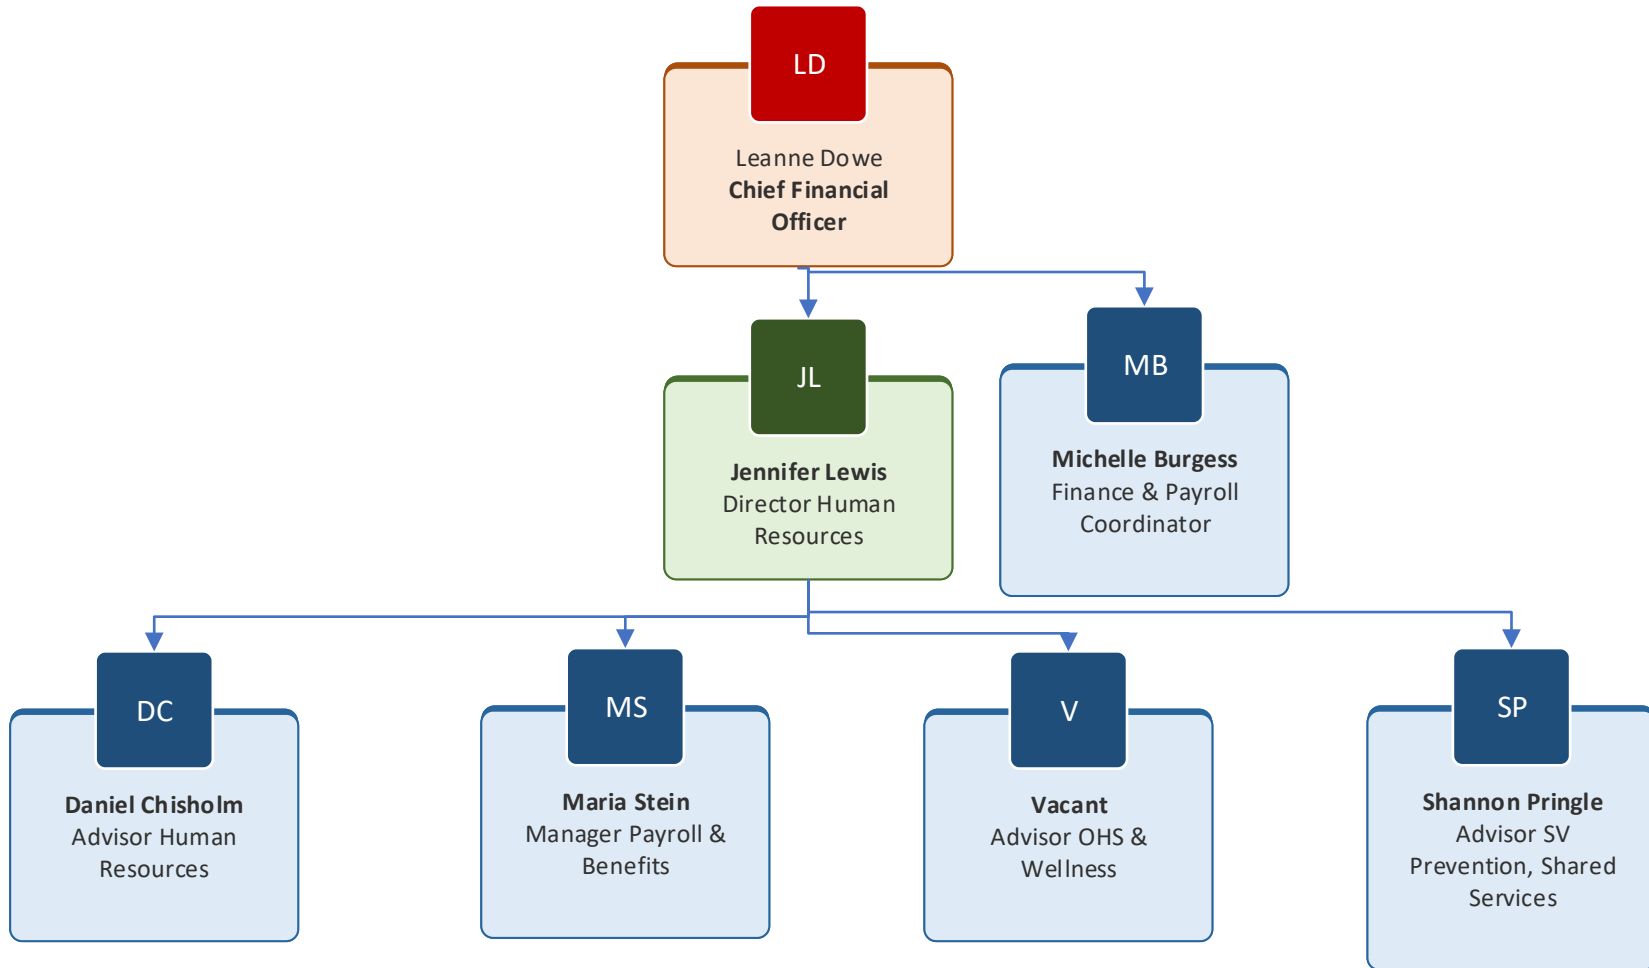 LD
Leanne Dowe
Chief Financial
Officer
JL
Jennifer Lewis
Director Human
Resources
MB
Michelle Burgess
Finance & Payroll
Coordinator
DC
Daniel Chisholm
Advisor Human
Resources
MS
Maria Stein
Manager Payroll &
Benefits
V
Vacant
Advisor OHS &
Wellness
SP
Shannon Pringle
Advisor SV
Prevention, Shared
Services